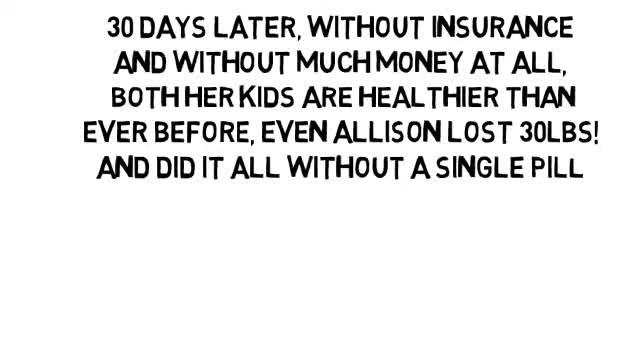 30 DAYS LATER, WITHOUT INSURANCE
AND WITHOUT MUCH MONEY AT ALL,
BOTH HER KIDS ARE HEALTHIER THAN
EVER BEFORE, EVEN ALLISON LOST 30LBS!
AND DID IT ALL WITHOUT A SINGLE PILL